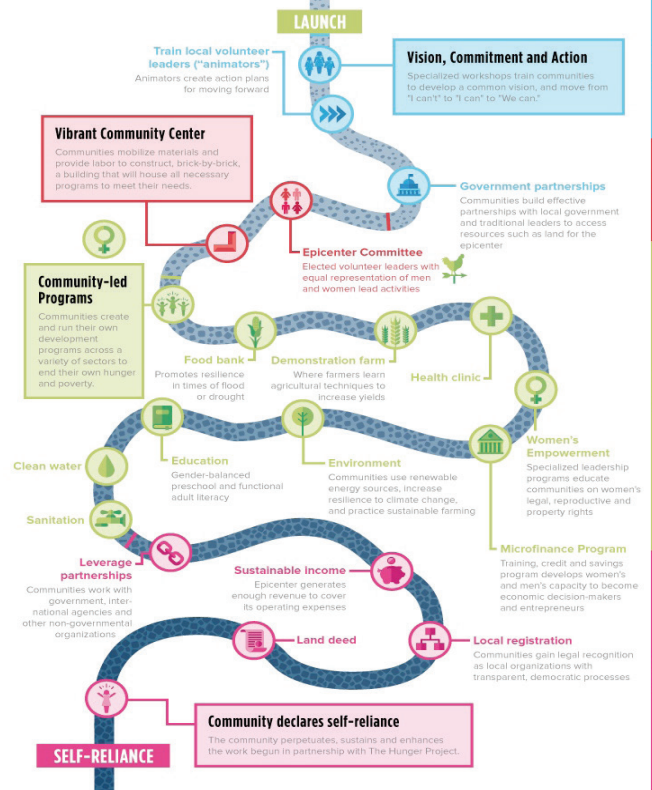 LAUNCH
Train local volunteer
leaders (“animators”)
Animators create action plans
for moving forward
Vision, Commitment and Action
Specialized workshops train communities
to develop a common vision, and move from
"I can't" to "I can" to "We can."
Vibrant Community Center
Communities mobilize materials and
provide labor to construct, brick-by-brick,
a building that will house all necessary
programs to meet their needs.
Government partnerships
Communities build effective
partnerships with local government
and traditional leaders to access
resources such as land for the
epicenter
Epicenter Committee
Elected volunteer leaders with
equal representation of men
and women lead activities
Community-led
Programs
Communities create
and run their own
development
programs across a
variety of sectors to
end their own hunger
and poverty.
Food bank
Promotes resilience
in times of flood
or drought
Demonstration farm
Where farmers learn
agricultural techniques to
increase yields
Health clinic
Women's
Empowerment
Specialized leadership
programs educate
communities on women's
legal, reproductive and
property rights
Education
Gender-balanced
preschool and functional
adult literacy
Environment
Communities use renewable
energy sources, increase
resilience to climate change,
and practice sustainable farming
Clean water
Sanitation
Microfinance Program
Training, credit and savings
program develops women's
and men's capacity to become
economic decision-makers
and entrepreneurs
Leverage
partnerships
Communities work with
government, inter-
national agencies and
other non-governmental
organizations
Sustainable income
Epicenter generates
enough revenue to cover
its operating expenses
Land deed
Local registration
Communities gain legal recognition
as local organizations with
transparent, democratic processes
Community declares self-reliance
The community perpetuates, sustains and enhances
the work begun in partnership with The Hunger Project.
SELF-RELIANCE